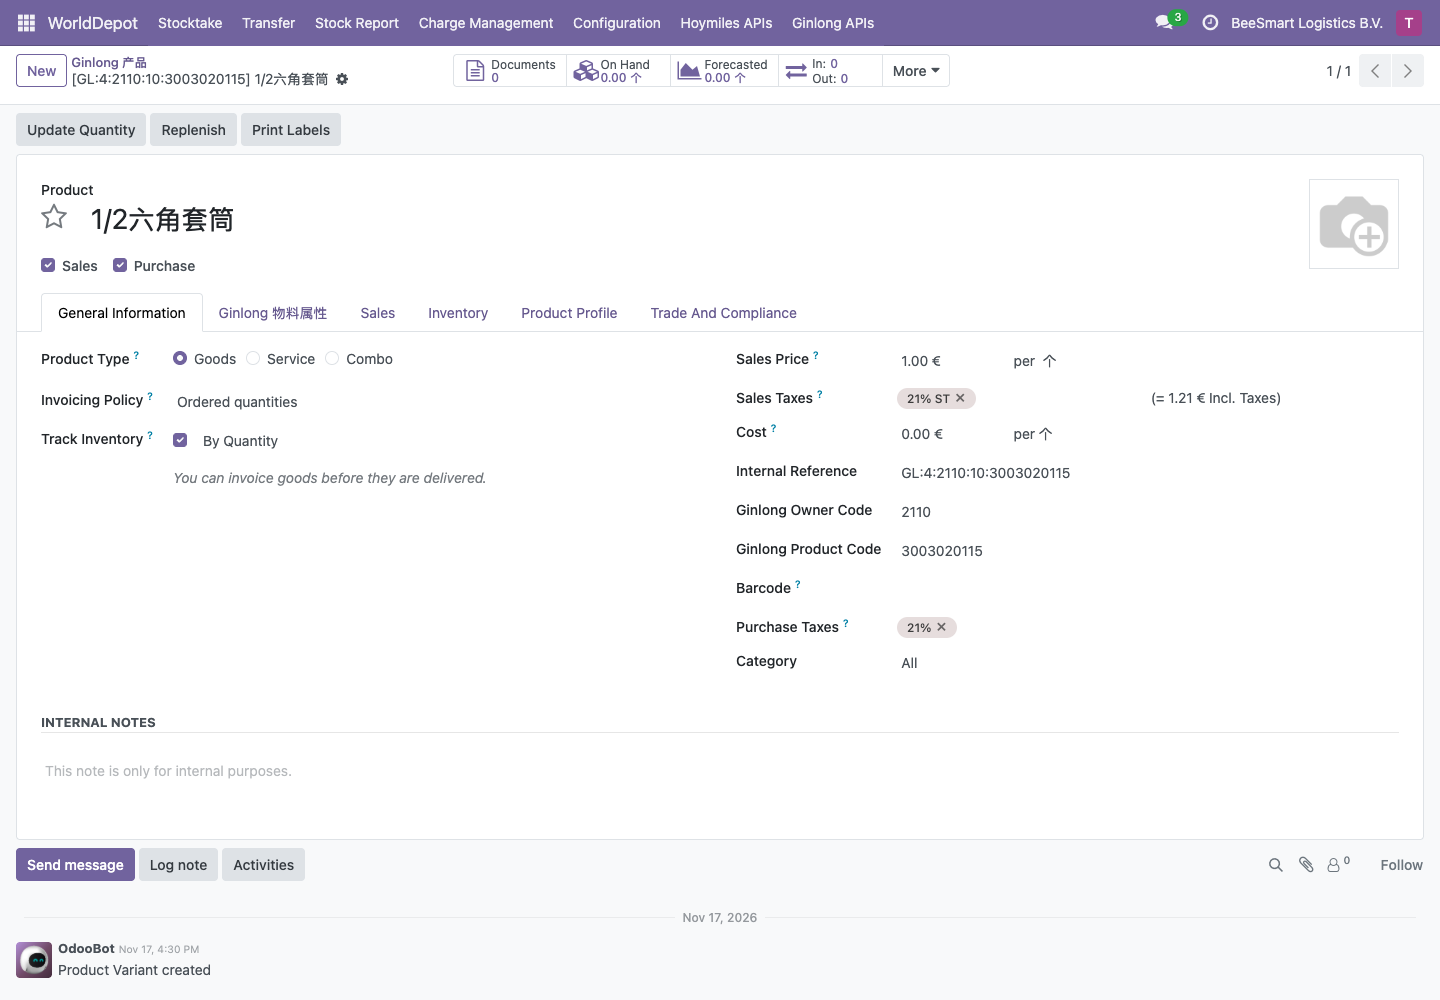 WorldDepot Stocktake Transfer Stock Report Charge Management Configuration Hoymiles APIs Ginlong APIs 3 BeeSmart Logistics B.V. T
New
Ginlong 产品
[GL:4:2110:10:3003020115] 1/2六角套筒
Documents
0
On Hand
0.00 个
Forecasted
0.00 个
In: 0
Out: 0
More
1 / 1
Update Quantity Replenish Print Labels
Product
1/2六角套筒
Sales Purchase
General Information Ginlong 物料属性 Sales Inventory Product Profile Trade And Compliance
Product Type ? Goods Service Combo
Invoicing Policy ? Ordered quantities
Track Inventory ? By Quantity
You can invoice goods before they are delivered.
Sales Price ? 1.00 € per 个
Sales Taxes ? 21% ST ✕ (= 1.21 € Incl. Taxes)
Cost ? 0.00 € per 个
Internal Reference GL:4:2110:10:3003020115
Ginlong Owner Code 2110
Ginlong Product Code 3003020115
Barcode ?
Purchase Taxes ? 21% ✕
Category All
INTERNAL NOTES
This note is only for internal purposes.
Send message Log note Activities 0 Follow
Nov 17, 2026
OdooBot Nov 17, 4:30 PM
Product Variant created